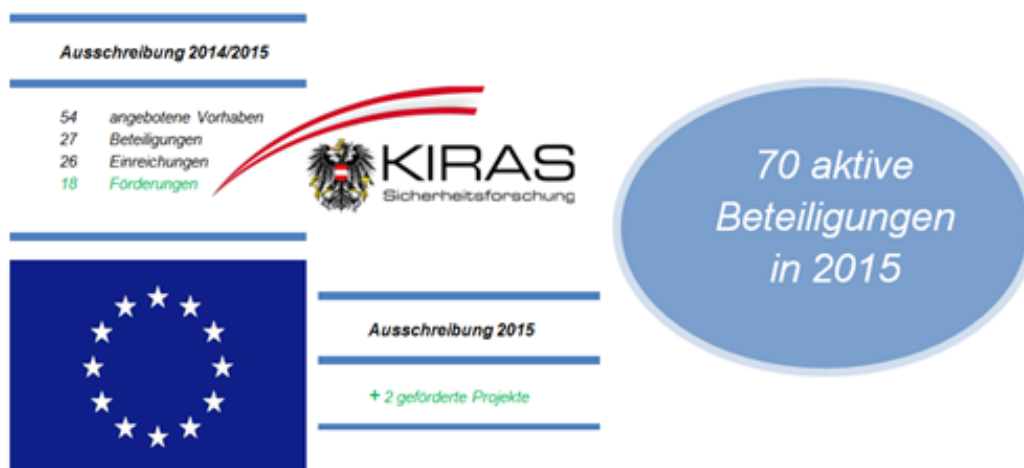 Ausschreibung 2014/2015
54 angebotene Vorhaben
27 Beteiligungen
26 Einreichungen
18 Förderungen
KIRAS
Sicherheitsforschung
Ausschreibung 2015
+ 2 geförderte Projekte
70 aktive
Beteiligungen
in 2015